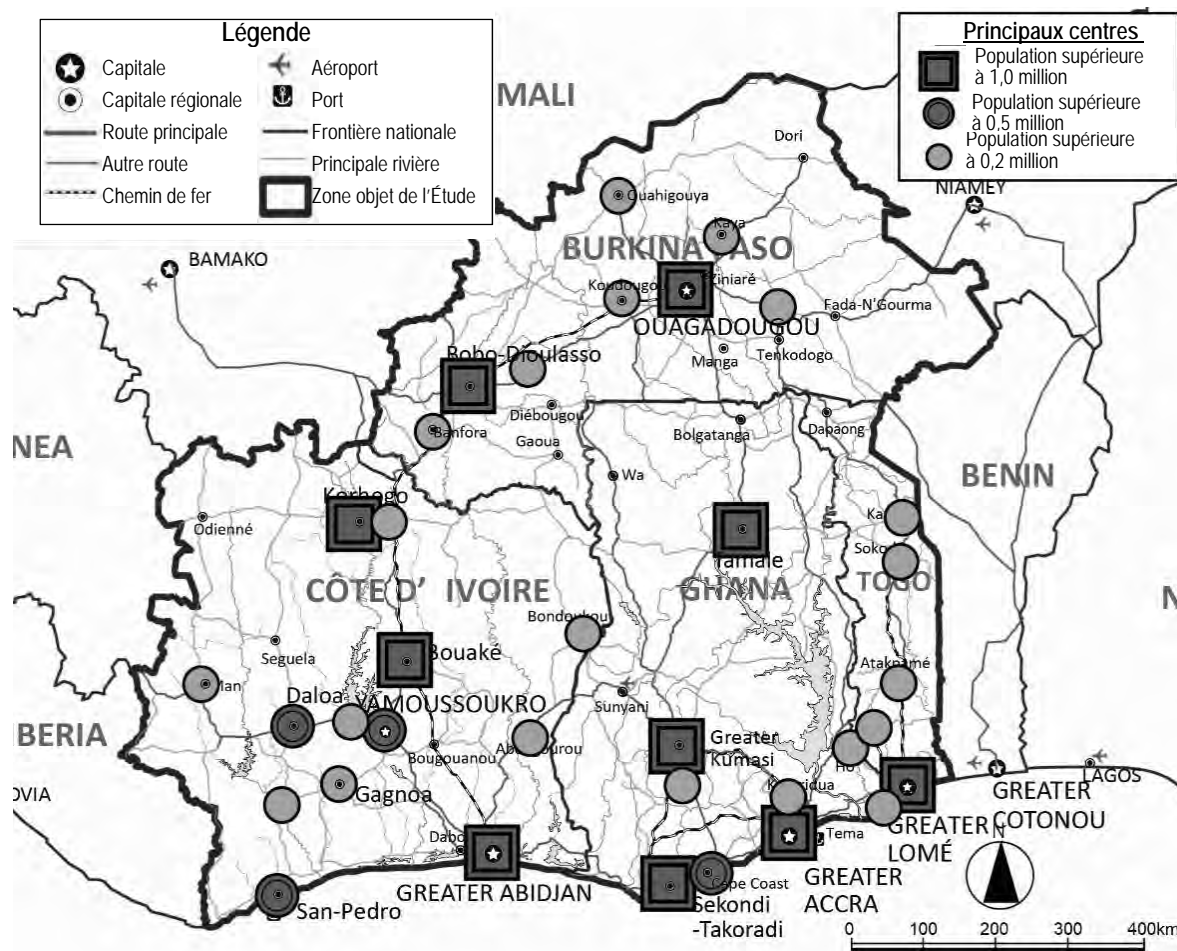 Légende
Capitale
Aéroport
Capitale régionale
Port
Route principale
Frontière nationale
Autre route
Principale rivière
Chemin de fer
Zone objet de l'Étude
Principaux centres
Population supérieure
à 1,0 million
Population supérieure
à 0,5 million
Population supérieure
à 0,2 million
MALI
Dori
NIAMEY
Ouahigouya
Kaya
BURKINA FASO
BAMAKO
Ziniaré
Koudougou
Fada-N'Gourma
OUAGADOUGOU
Manga
Tenkodogo
Bobo-Dioulasso
Diébougou
Bolgatanga
Dapaong
Banfora
Gaoua
NEA
BENIN
Wa
Korhogo
Odienné
Ka
Soko
Tamale
CÔTE D' IVOIRE
GHANA
TOGO
N
Bondoukou
Seguela
Bouaké
Atakpamé
Man
Daloa
YAMOUSSOUKRO
Sunyani
BERIA
Bougouanou
Greater
Kumasi
Ho
LAGOS
OVIA
Gagnoa
GREATER
COTONOU
Dabo
Tema
GREATER
LOMÉ
N
GREATER ABIDJAN
Cape Coast
GREATER
ACCRA
San-Pedro
Sekondi
-Takoradi
0 100 200 330 400km